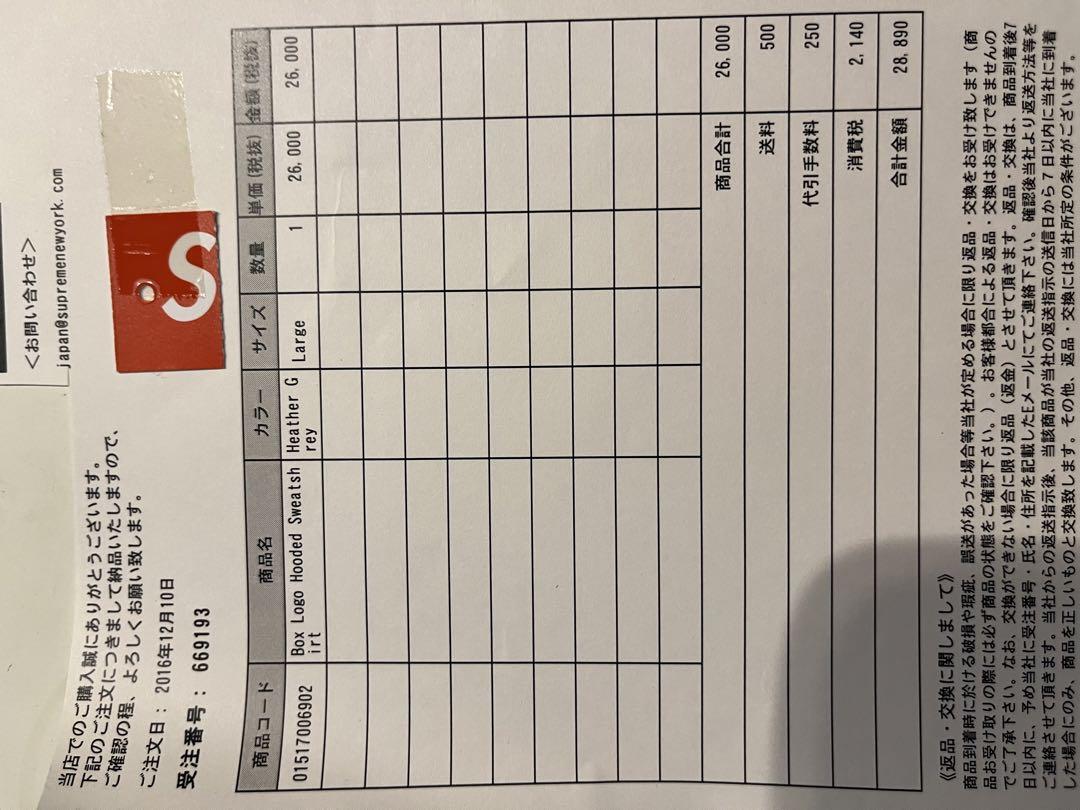 <お問い合わせ>
japan@supremenewyork.com
当店でのご購入誠にありがとうございます。
下記のご注文につきまして納品いたしますので、
ご確認の程、よろしくお願い致します。
ご注文日: 2016年12月10日
受注番号: 669193
S
商品コード 商品名 カラー サイズ 数量 単価(税抜) 金額(税抜)
01517006902 Box Logo Hooded Sweatsh Heather G Large 1 26,000 26,000
irt rey
商品合計 26,000
送料 500
代引手数料 250
消費税 2,140
合計金額 28,890
《返品・交換に関しまして》
商品到着時に於ける破損や瑕疵、誤送があった場合等当社が定める場合に限り返品・交換をお受け致します(商
品お受け取りの際には必ず商品の状態をご確認下さい。)。お客様都合による返品・交換はお受けできませんの
でご了承下さい。なお、交換ができない場合に限り返品(返金)とさせて頂きます。返品・交換は、商品到着後7
日以内に、予め当社に受注番号・氏名・住所を記載したEメールにてご連絡下さい。確認後当社より返送方法等を
ご連絡させて頂きます。当社からの返送指示後、当該商品が当社の返送指示の送信日から7日以内に当社に到着
した場合にのみ、商品を正しいものと交換致します。その他、返品・交換には当社所定の条件がございます。